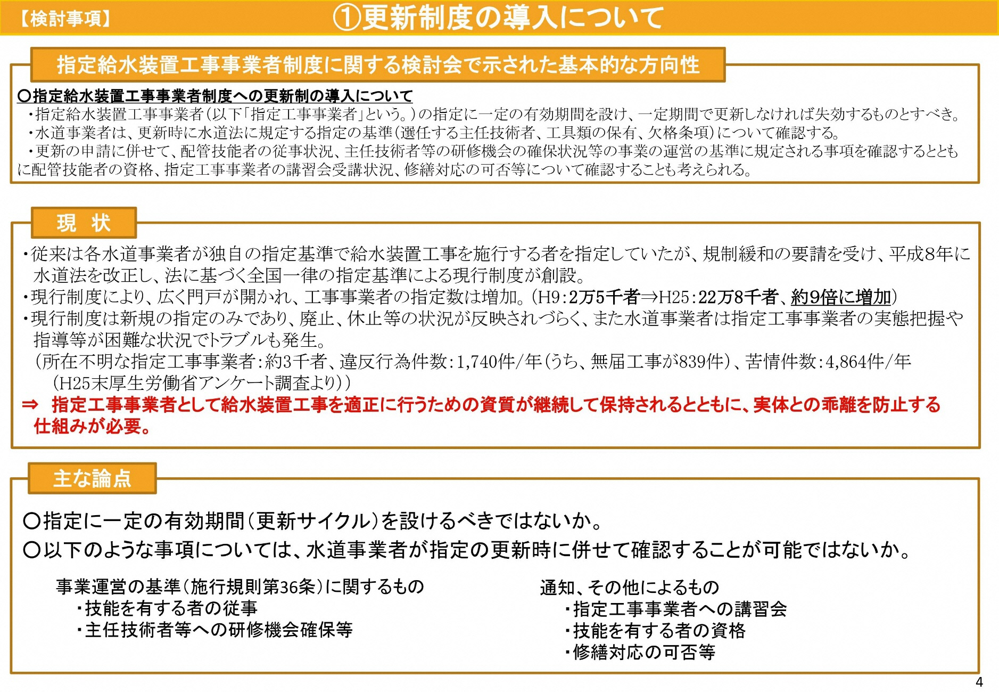 【検討事項】
①更新制度の導入について
指定給水装置工事事業者制度に関する検討会で示された基本的な方向性
〇指定給水装置工事事業者制度への更新制の導入について
・指定給水装置工事事業者（以下「指定工事事業者」という。）の指定に一定の有効期間を設け、一定期間で更新しなければ失効するものとすべき。
・水道事業者は、更新時に水道法に規定する指定の基準（選任する主任技術者、工具類の保有、欠格条項）について確認する。
・更新の申請に併せて、配管技能者の従事状況、主任技術者等の研修機会の確保状況等の事業の運営の基準に規定される事項を確認するととも
に配管技能者の資格、指定工事事業者の講習会受講状況、修繕対応の可否等について確認することも考えられる。
現　状
・従来は各水道事業者が独自の指定基準で給水装置工事を施行する者を指定していたが、規制緩和の要請を受け、平成８年に
水道法を改正し、法に基づく全国一律の指定基準による現行制度が創設。
・現行制度により、広く門戸が開かれ、工事事業者の指定数は増加。（H9：2万5千者⇒H25：22万8千者、約９倍に増加）
・現行制度は新規の指定のみであり、廃止、休止等の状況が反映されづらく、また水道事業者は指定工事事業者の実態把握や
指導等が困難な状況でトラブルも発生。
（所在不明な指定工事事業者：約3千者、違反行為件数：1,740件/年（うち、無届工事が839件）、苦情件数：4,864件/年
（H25末厚生労働省アンケート調査より））
⇒　指定工事事業者として給水装置工事を適正に行うための資質が継続して保持されるとともに、実体との乖離を防止する
仕組みが必要。
主な論点
〇指定に一定の有効期間（更新サイクル）を設けるべきではないか。
〇以下のような事項については、水道事業者が指定の更新時に併せて確認することが可能ではないか。
事業運営の基準（施行規則第36条）に関するもの
・技能を有する者の従事
・主任技術者等への研修機会確保等
通知、その他によるもの
・指定工事事業者への講習会
・技能を有する者の資格
・修繕対応の可否等
4